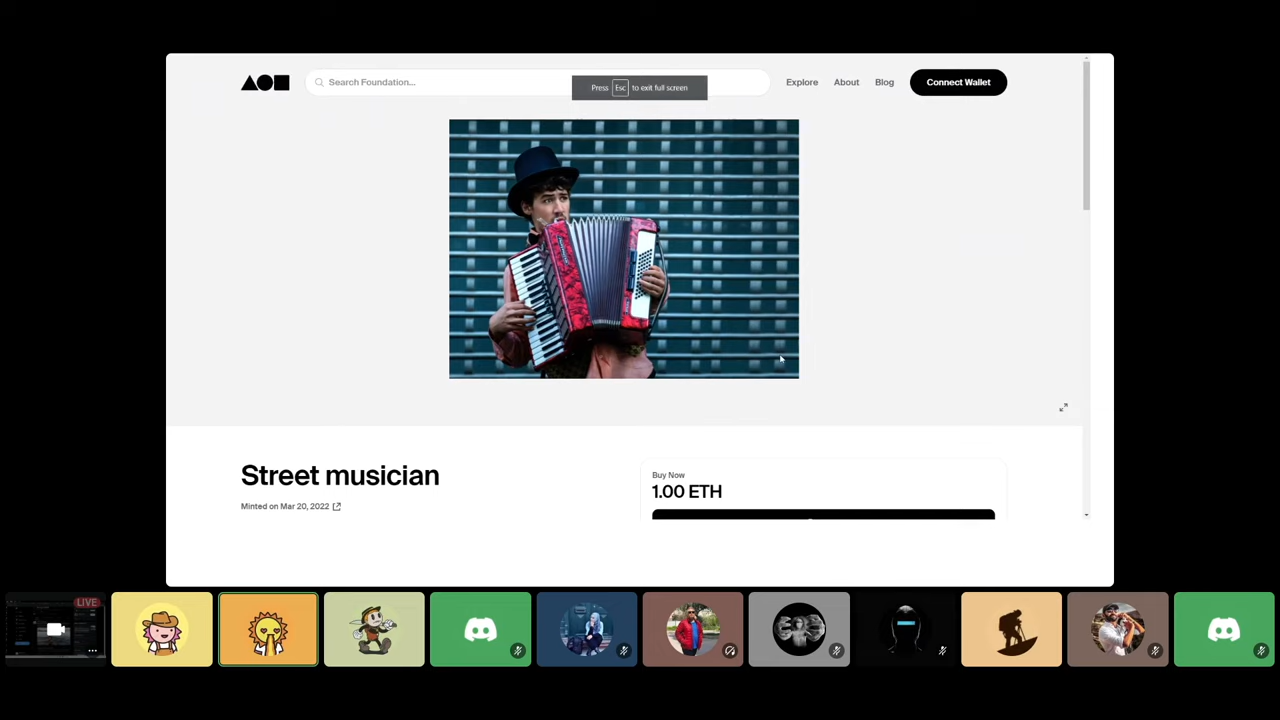 Search Foundation...
Explore
About
Blog
Connect Wallet
Press Esc to exit full screen
Street musician
Minted on Mar 20, 2022
Buy Now
1.00 ETH
LIVE